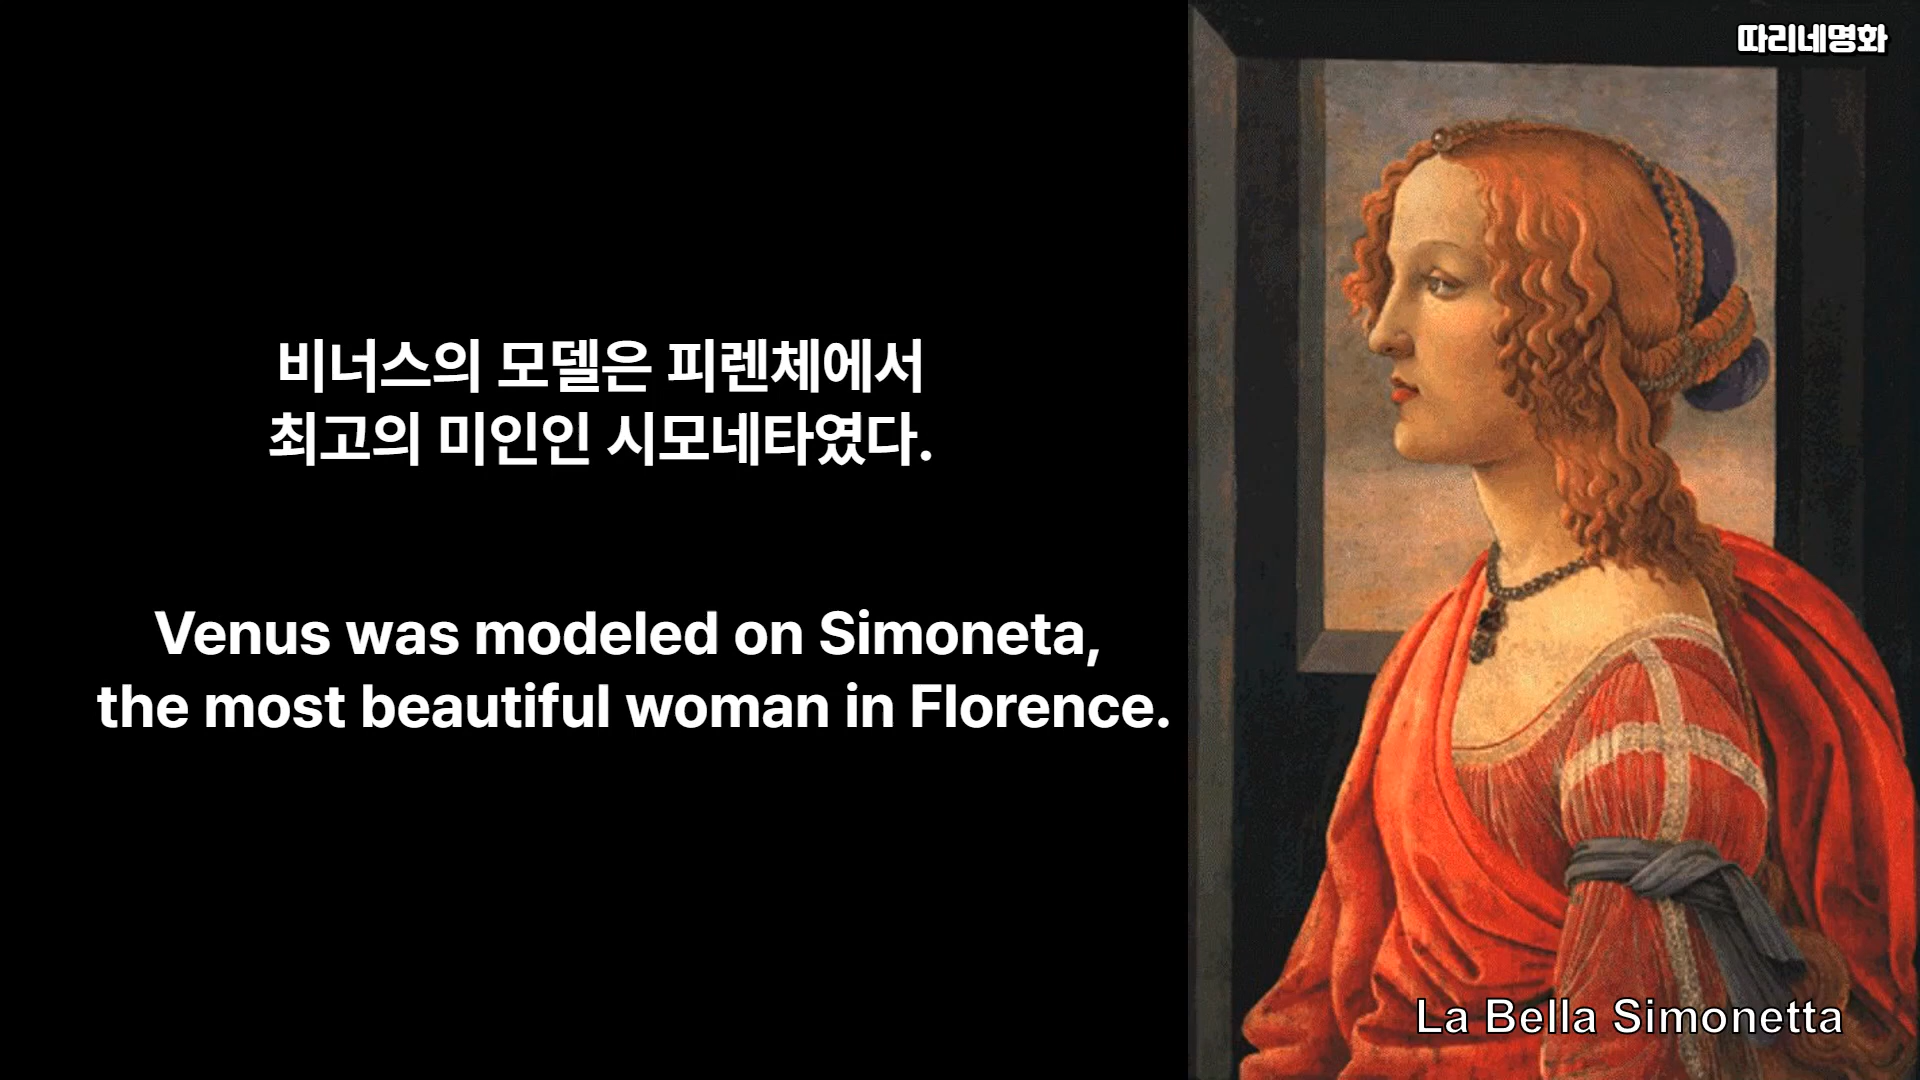 따리네명화
비너스의 모델은 피렌체에서
최고의 미인인 시모네타였다.
Venus was modeled on Simoneta,
the most beautiful woman in Florence.
La Bella Simonetta